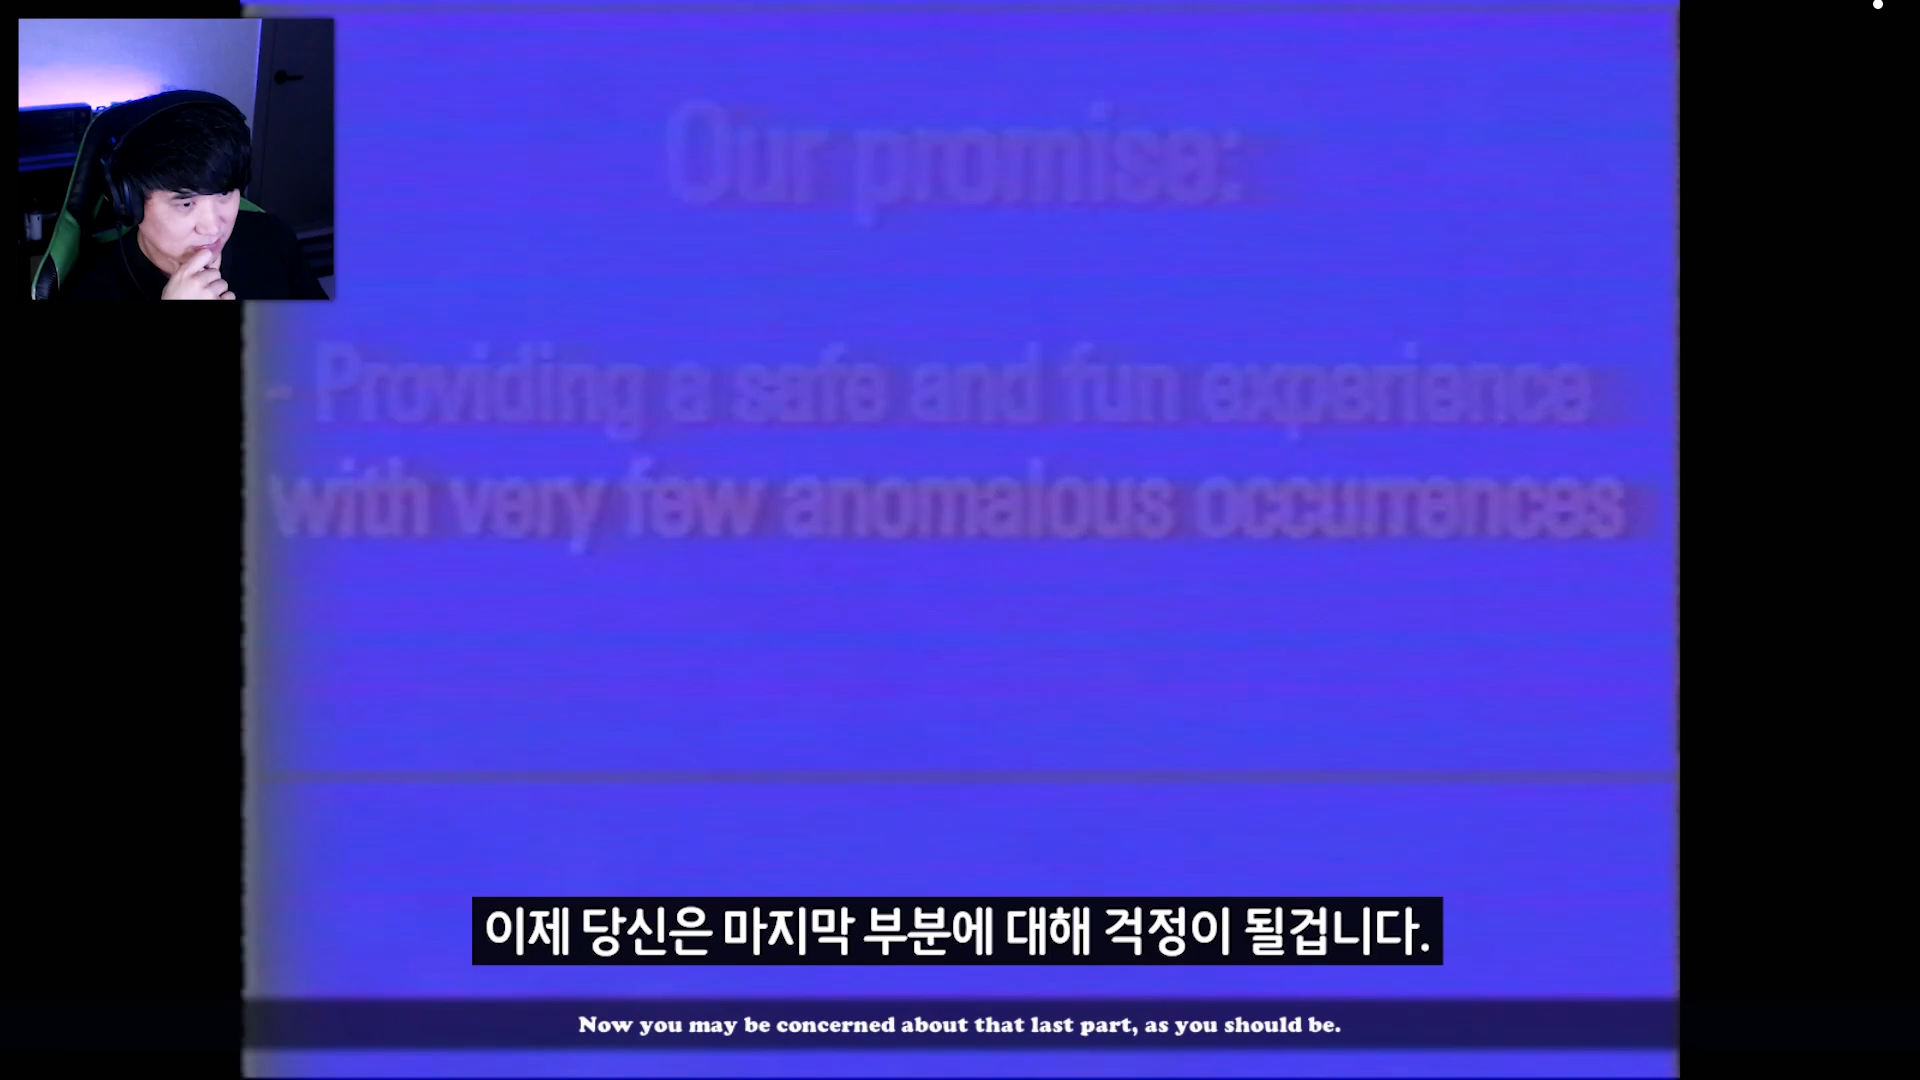 Our promise:
- Providing a safe and fun experience
with very few anomalous occurrences
이제 당신은 마지막 부분에 대해 걱정이 될겁니다.
Now you may be concerned about that last part, as you should be.